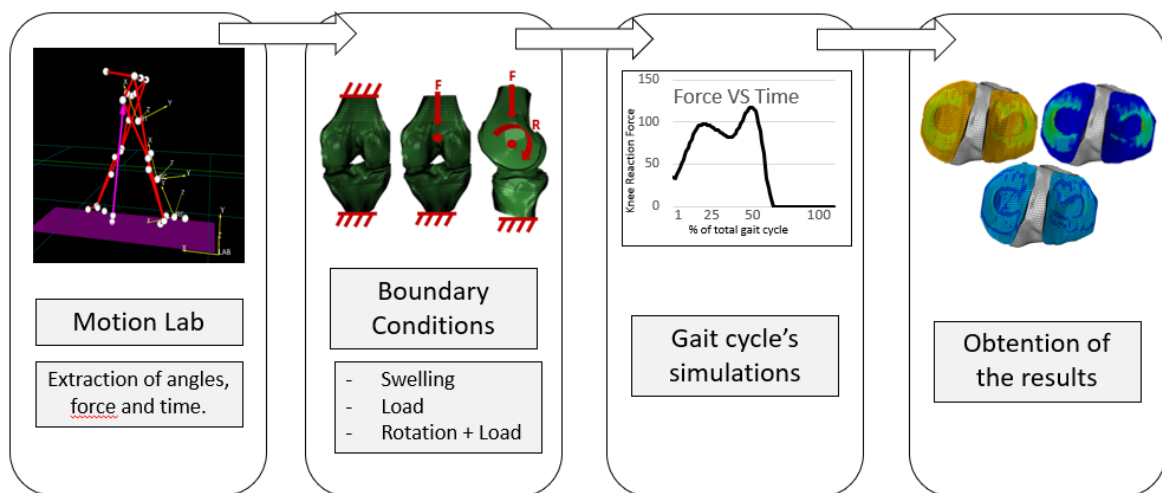 X
Y
Z
Z
Y
Z
Y
X
Z
LAB
Motion Lab
Extraction of angles,
force and time.
F
F
R
Boundary
Conditions
- Swelling
- Load
- Rotation + Load
Force VS Time
Knee Reaction Force
150
100
50
0
1 25 50 100
% of total gait cycle
Gait cycle's
simulations
Obtention of
the results